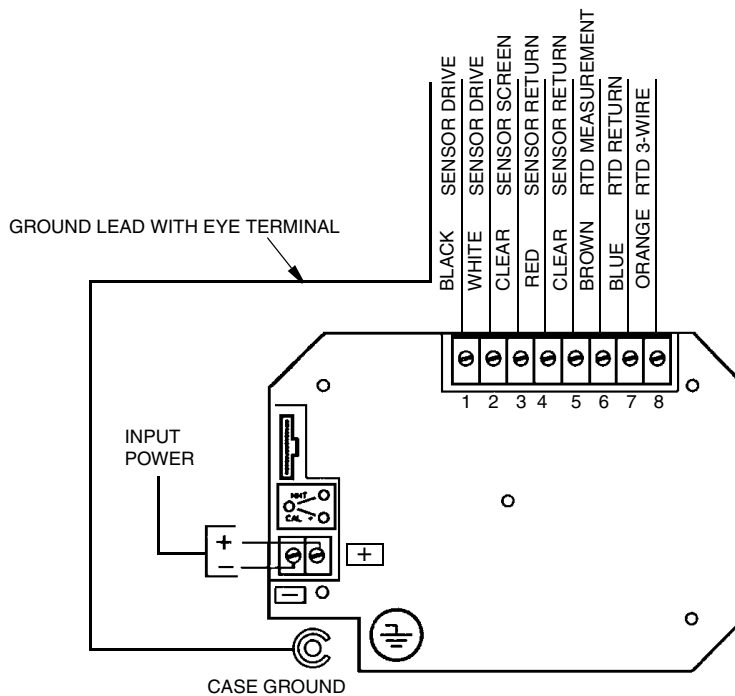 BLACK SENSOR DRIVE
WHITE SENSOR DRIVE
CLEAR SENSOR SCREEN
RED SENSOR RETURN
CLEAR SENSOR RETURN
BROWN RTD MEASUREMENT
BLUE RTD RETURN
ORANGE RTD 3-WIRE
GROUND LEAD WITH EYE TERMINAL
1 2 3 4 5 6 7 8
INPUT
POWER
MMT
CAL +
+
−
+
−
CASE GROUND